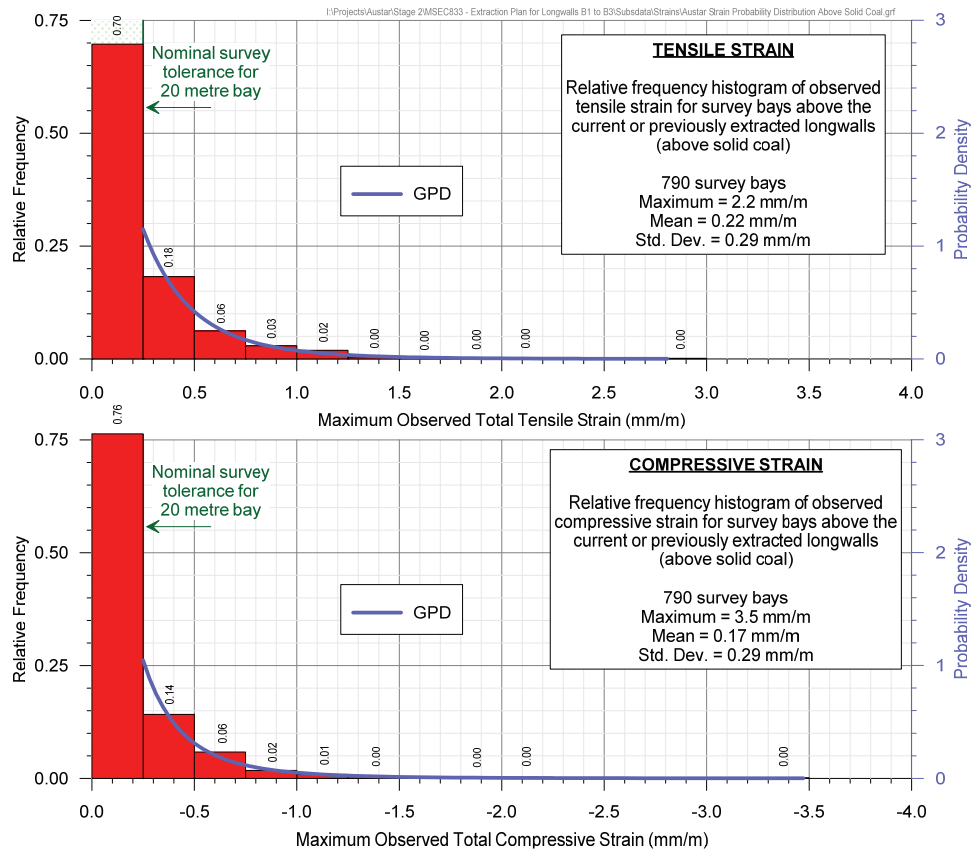 I:\Projects\Austar\Stage 2\MSEC833 - Extraction Plan for Longwalls B1 to B3\Subsdata\Strains\Austar Strain Probability Distribution Above Solid Coal.grf
0.75
0.50
0.25
0.00
Relative Frequency
3
2
1
0
Probability Density
0.70
0.18
0.06
0.03
0.02
0.00
0.00
0.00
0.00
0.00
Nominal survey
tolerance for
20 metre bay
GPD
TENSILE STRAIN
Relative frequency histogram of observed
tensile strain for survey bays above the
current or previously extracted longwalls
(above solid coal)
790 survey bays
Maximum = 2.2 mm/m
Mean = 0.22 mm/m
Std. Dev. = 0.29 mm/m
0.0 0.5 1.0 1.5 2.0 2.5 3.0 3.5 4.0
Maximum Observed Total Tensile Strain (mm/m)
0.75
0.50
0.25
0.00
Relative Frequency
3
2
1
0
Probability Density
0.76
0.14
0.06
0.02
0.01
0.00
0.00
0.00
0.00
Nominal survey
tolerance for
20 metre bay
GPD
COMPRESSIVE STRAIN
Relative frequency histogram of observed
compressive strain for survey bays above the
current or previously extracted longwalls
(above solid coal)
790 survey bays
Maximum = 3.5 mm/m
Mean = 0.17 mm/m
Std. Dev. = 0.29 mm/m
0.0 -0.5 -1.0 -1.5 -2.0 -2.5 -3.0 -3.5 -4.0
Maximum Observed Total Compressive Strain (mm/m)